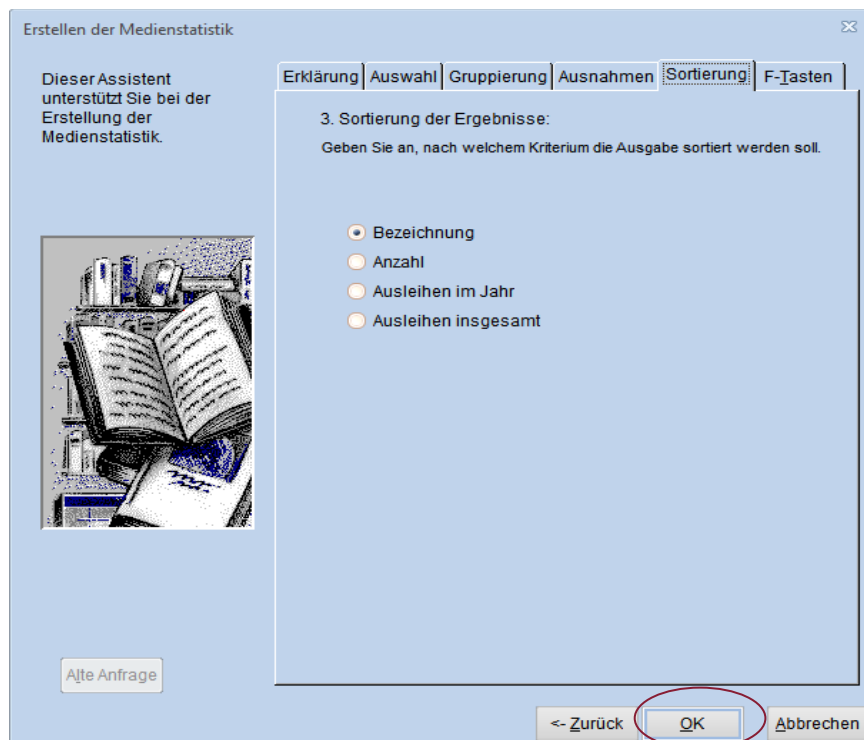 Erstellen der Medienstatistik
Dieser Assistent
unterstützt Sie bei der
Erstellung der
Medienstatistik.
Erklärung Auswahl Gruppierung Ausnahmen Sortierung F-Tasten
3. Sortierung der Ergebnisse:
Geben Sie an, nach welchem Kriterium die Ausgabe sortiert werden soll.
Bezeichnung
Anzahl
Ausleihen im Jahr
Ausleihen insgesamt
Alte Anfrage
<- Zurück OK Abbrechen